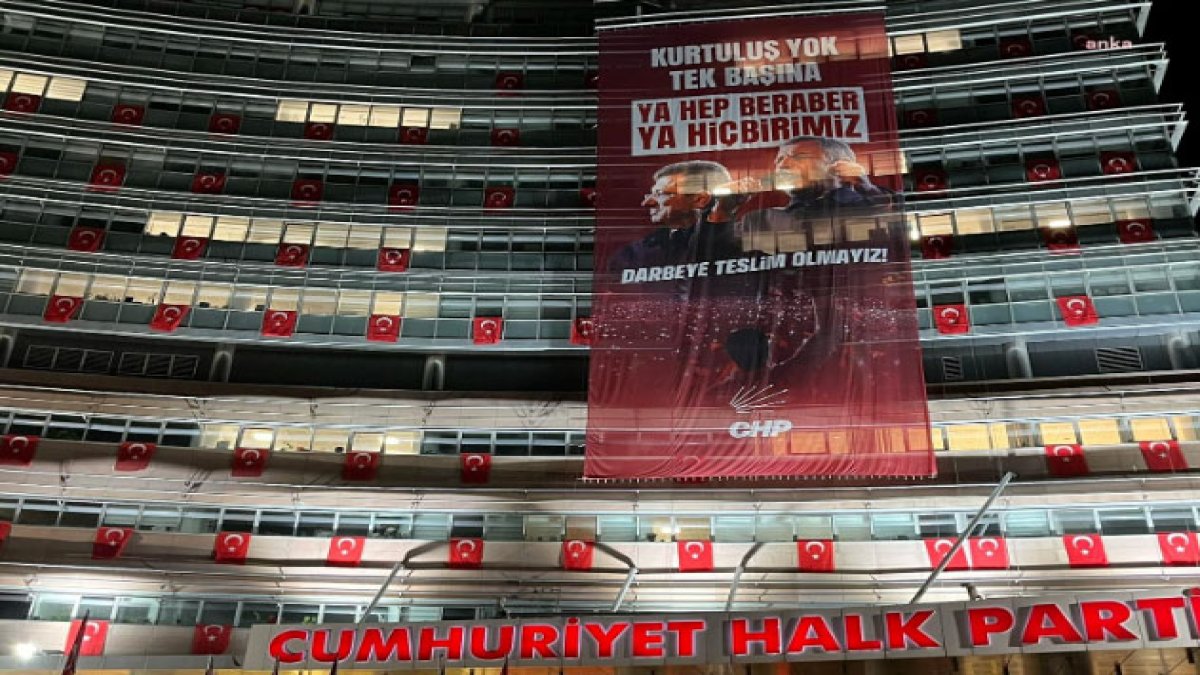 anka
KURTULUŞ YOK
TEK BAŞINA
YA HEP BERABER
YA HİÇBİRİMİZ
DARBEYE TESLİM OLMAYIZ!
CHP
CUMHURİYET HALK PARTİ